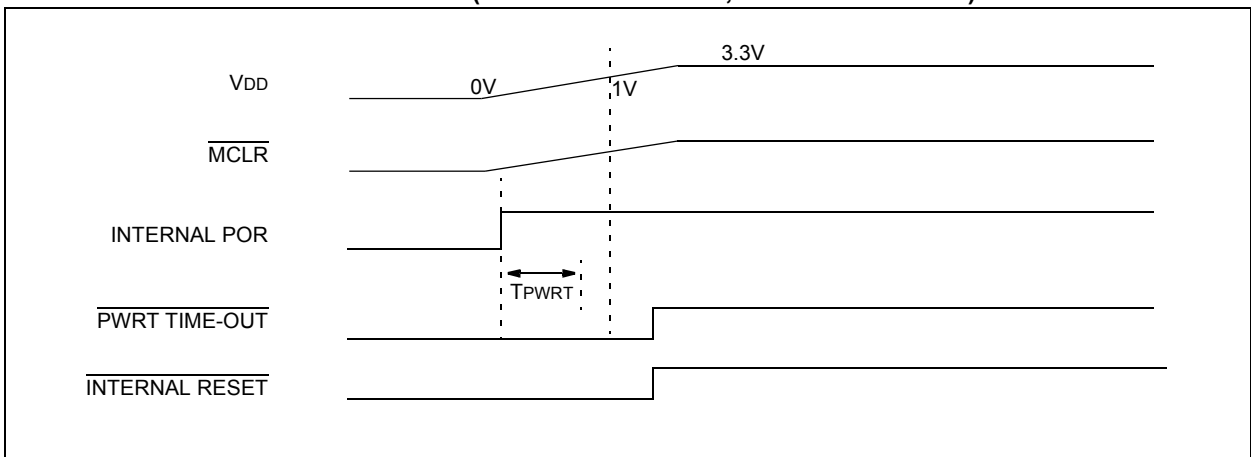 3.3V
VDD
0V
1V
MCLR
INTERNAL POR
TPWRT
PWRT TIME-OUT
INTERNAL RESET